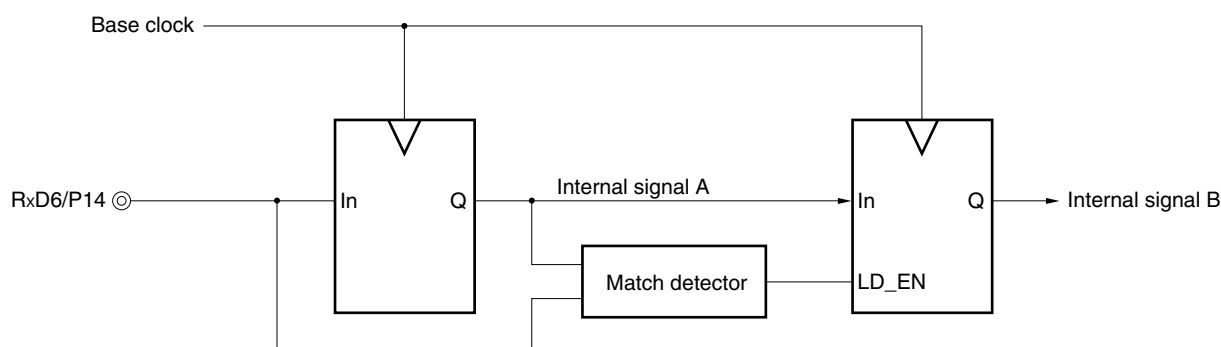 Base clock
RxD6/P14
In
Q
Internal signal A
In
Q
Internal signal B
Match detector
LD_EN